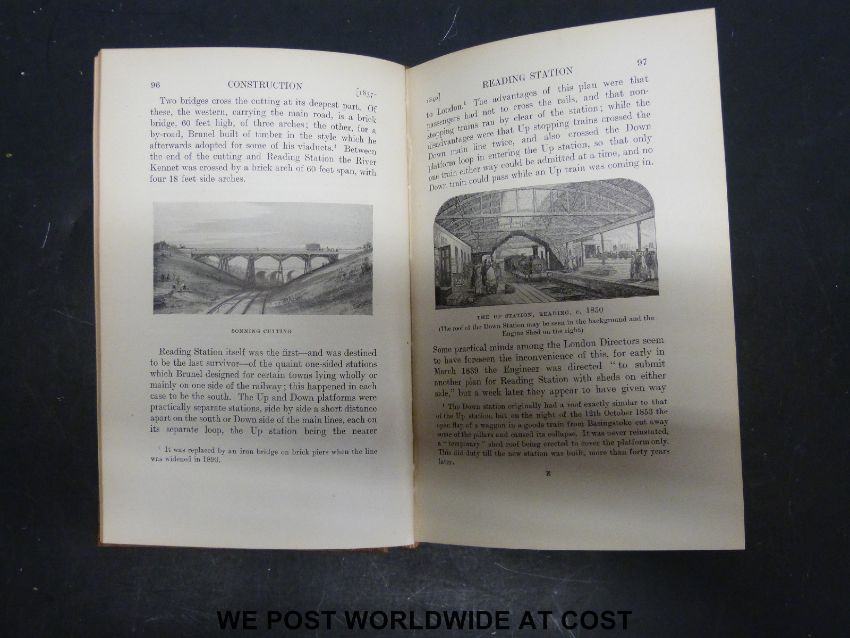 96 CONSTRUCTION [1837-
Two bridges cross the cutting at its deepest part. Of
these, the western, carrying the main road, is a brick
bridge, 60 feet high, of three arches; the other, for a
by-road, Brunel built of timber in the style which he
afterwards adopted for some of his viaducts.¹ Between
the end of the cutting and Reading Station the River
Kennet was crossed by a brick arch of 60 feet span, with
four 18 feet side arches.
SONNING CUTTING
Reading Station itself was the first—and was destined
to be the last survivor—of the quaint one-sided stations
which Brunel designed for certain towns lying wholly or
mainly on one side of the railway; this happened in each
case to be the south. The Up and Down platforms were
practically separate stations, side by side a short distance
apart on the south or Down side of the main lines, each on
its separate loop, the Up station being the nearer
¹ It was replaced by an iron bridge on brick piers when the line
was widened in 1893.
READING STATION 97
1840]
to London.¹ The advantages of this plan were that
passengers had not to cross the rails, and that non-
stopping trains ran by clear of the station; while the
disadvantages were that Up stopping trains crossed the
Down main line twice, and also crossed the Down
platform loop in entering the Up station, so that only
one train either way could be admitted at a time, and no
Down train could pass while an Up train was coming in.
THE UP STATION, READING, c. 1850
(The roof of the Down Station may be seen in the background and the
Engine Shed on the right)
Some practical minds among the London Directors seem
to have foreseen the inconvenience of this, for early in
March 1839 the Engineer was directed "to submit
another plan for Reading Station with sheds on either
side," but a week later they appear to have given way
¹ The Down station originally had a roof exactly similar to that
of the Up station, but on the night of the 12th October 1853 the
open flap of a waggon in a goods train from Basingstoke cut away
some of the pillars and caused its collapse. It was never reinstated,
a "temporary" shed roof being erected to cover the platform only.
This did duty till the new station was built, more than forty years
later.
WE POST WORLDWIDE AT COST